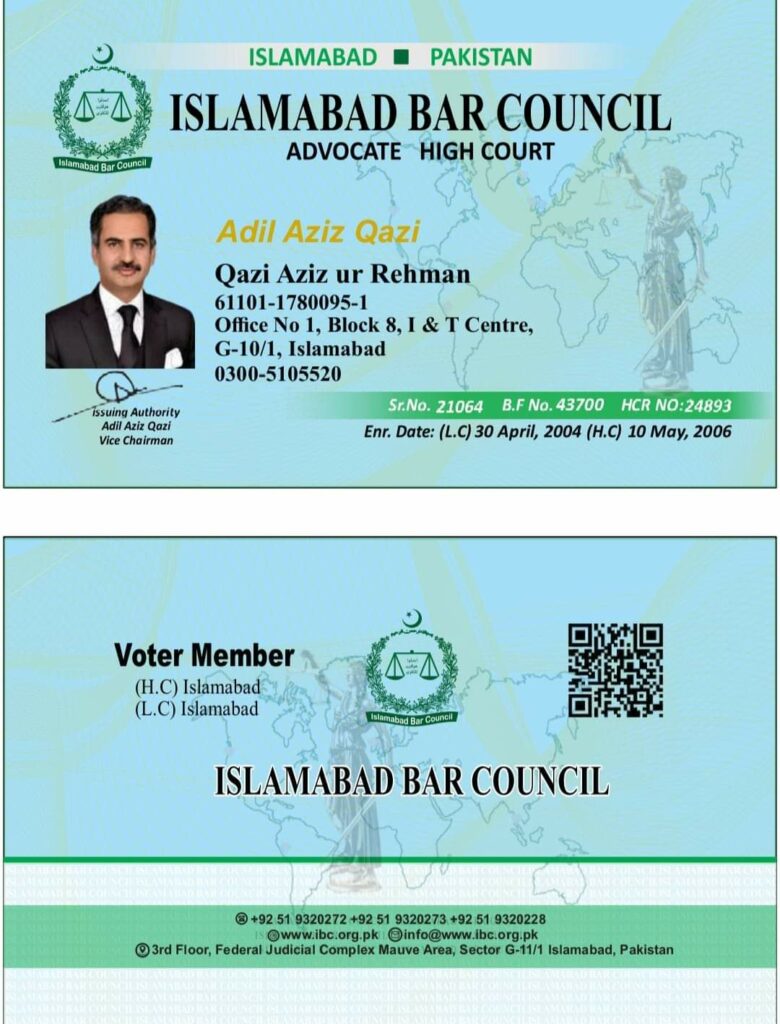 ISLAMABAD ■ PAKISTAN
ISLAMABAD BAR COUNCIL
ADVOCATE HIGH COURT
Islamabad Bar Council
Adil Aziz Qazi
Qazi Aziz ur Rehman
61101-1780095-1
Office No 1, Block 8, I & T Centre,
G-10/1, Islamabad
0300-5105520
Issuing Authority
Adil Aziz Qazi
Vice Chairman
Sr.No. 21064 B.F No. 43700 HCR NO:24893
Enr. Date: (L.C) 30 April, 2004 (H.C) 10 May, 2006
Voter Member
(H.C) Islamabad
(L.C) Islamabad
Islamabad Bar Council
ISLAMABAD BAR COUNCIL
+92 51 9320272 +92 51 9320273 +92 51 9320228
www.ibc.org.pk info@www.ibc.org.pk
3rd Floor, Federal Judicial Complex Mauve Area, Sector G-11/1 Islamabad, Pakistan